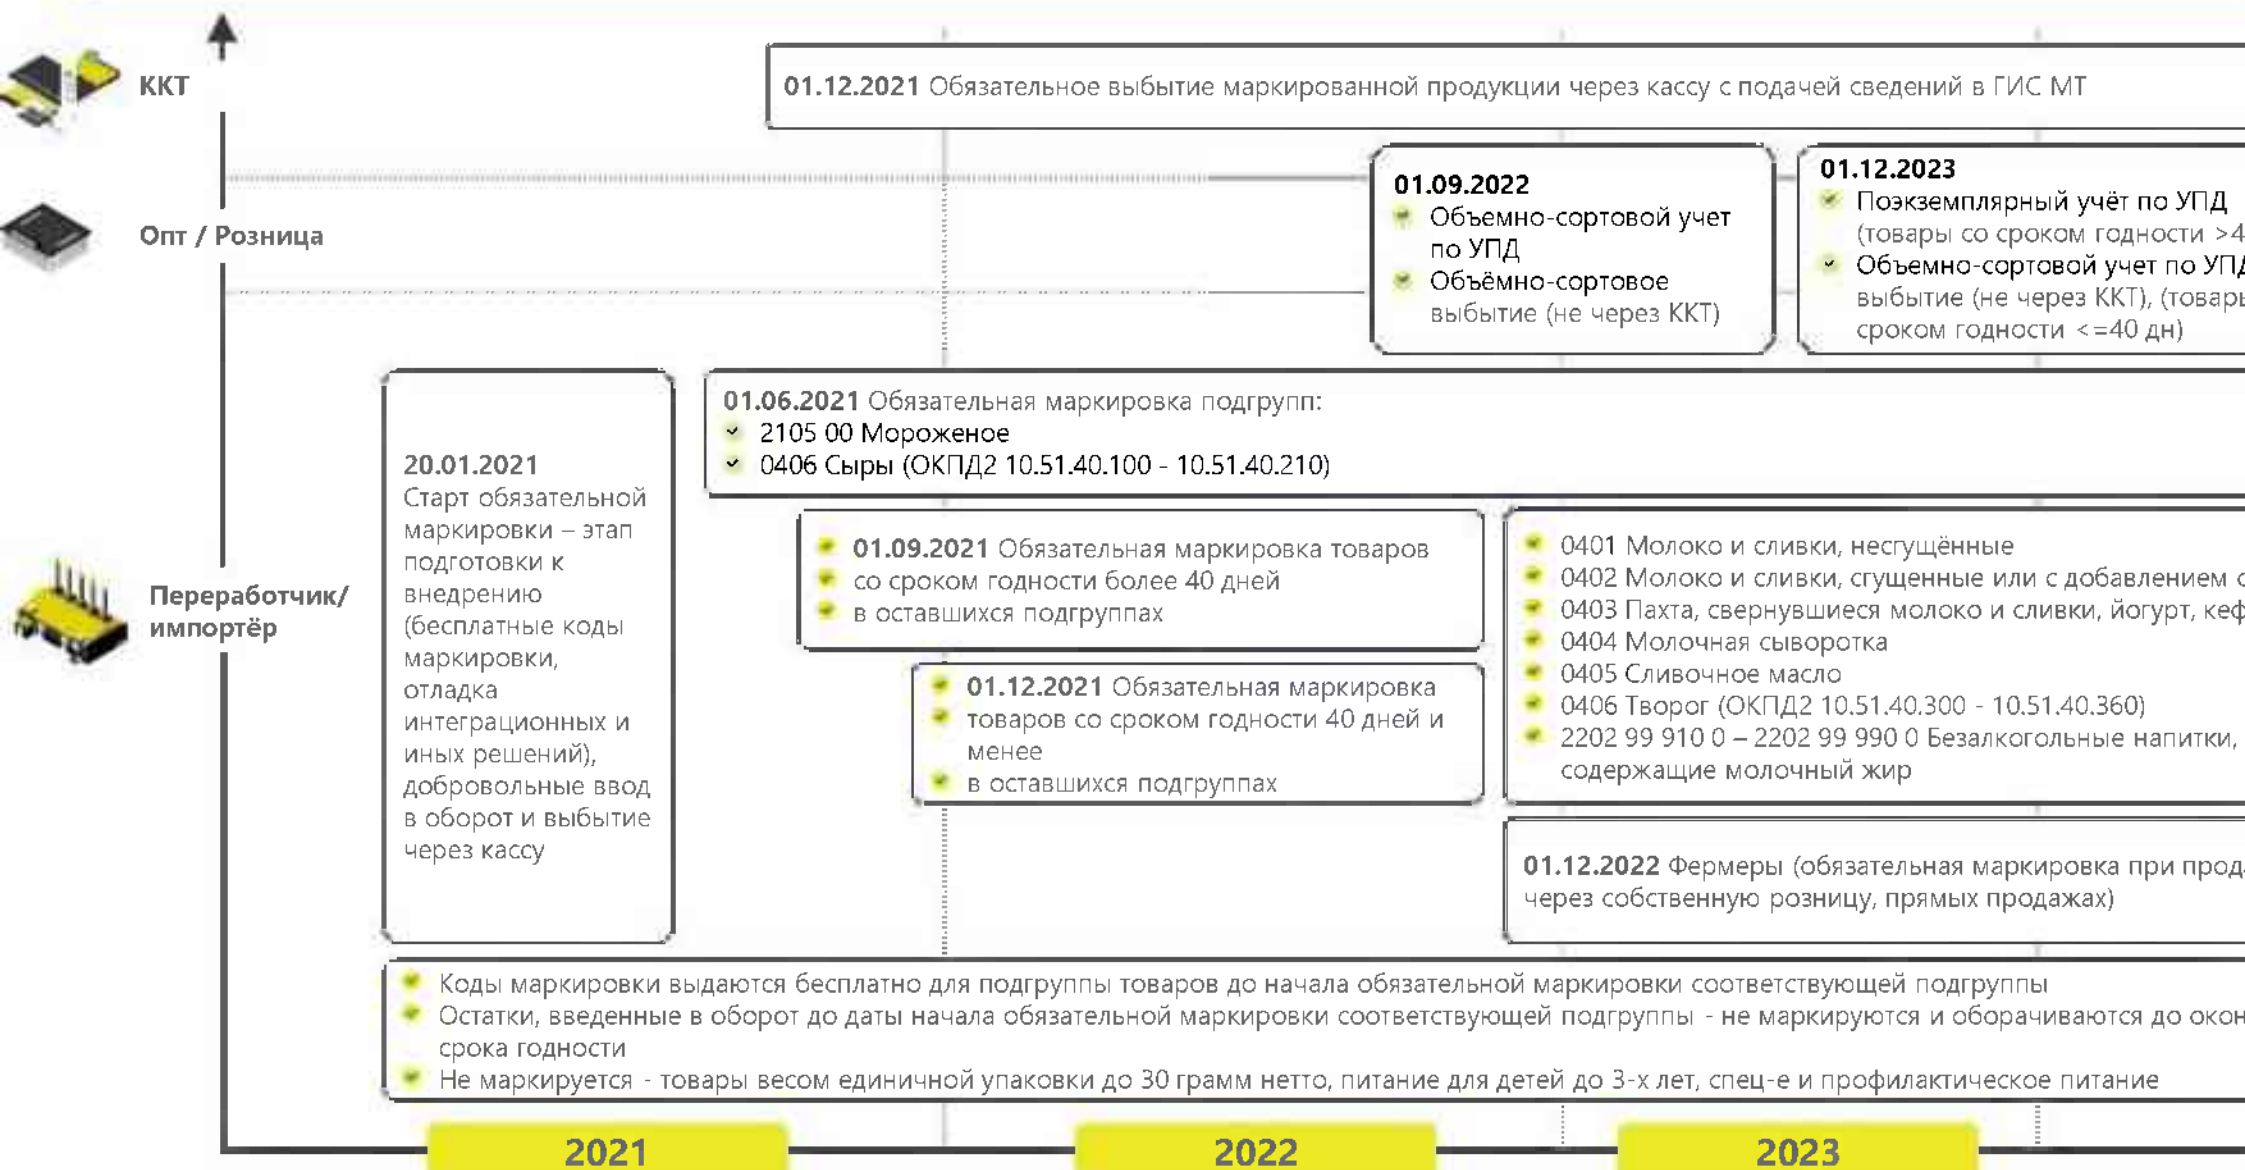 ККТ
01.12.2021 Обязательное выбытие маркированной продукции через кассу с подачей сведений в ГИС МТ
Опт / Розница
01.09.2022
Объемно-сортовой учет
по УПД
Объёмно-сортовое
выбытие (не через ККТ)
01.12.2023
Поэкземплярный учёт по УПД
(товары со сроком годности >4
Объемно-сортовой учет по УПД
выбытие (не через ККТ),
сроком годности <=40 дн)
Переработчик/
импортёр
20.01.2021
Старт обязательной
маркировки – этап
подготовки к
внедрению
(бесплатные коды
маркировки,
отладка
интеграционных и
иных решений),
добровольные ввод
в оборот и выбытие
через кассу
01.06.2021 Обязательная маркировка подгрупп:
2105 00 Мороженое
0406 Сыры (ОКПД2 10.51.40.100 - 10.51.40.210)
01.09.2021 Обязательная маркировка товаров
со сроком годности более 40 дней
в оставшихся подгруппах
01.12.2021 Обязательная маркировка
товаров со сроком годности 40 дней и
менее
в оставшихся подгруппах
0401 Молоко и сливки, несгущённые
0402 Молоко и сливки, сгущенные или с добавлением
0403 Пахта, свернувшиеся молоко и сливки, йогурт,
0404 Молочная сыворотка
0405 Сливочное масло
0406 Творог (ОКПД2 10.51.40.300 - 10.51.40.360)
2202 99 910 0 – 2202 99 990 0 Безалкогольные напитки,
содержащие молочный жир
01.12.2022 Фермеры (обязательная маркировка при
через собственную розницу, прямых продажах)
Коды маркировки выдаются бесплатно для подгруппы товаров до начала обязательной маркировки соответствующей подгруппы
Остатки, введенные в оборот до даты начала обязательной маркировки соответствующей подгруппы - не маркируются и оборачиваются до
срока годности
Не маркируется - товары весом единичной упаковки до 30 грамм нетто, питание для детей до 3-х лет, спец-е и профилактическое питание
2021
2022
2023